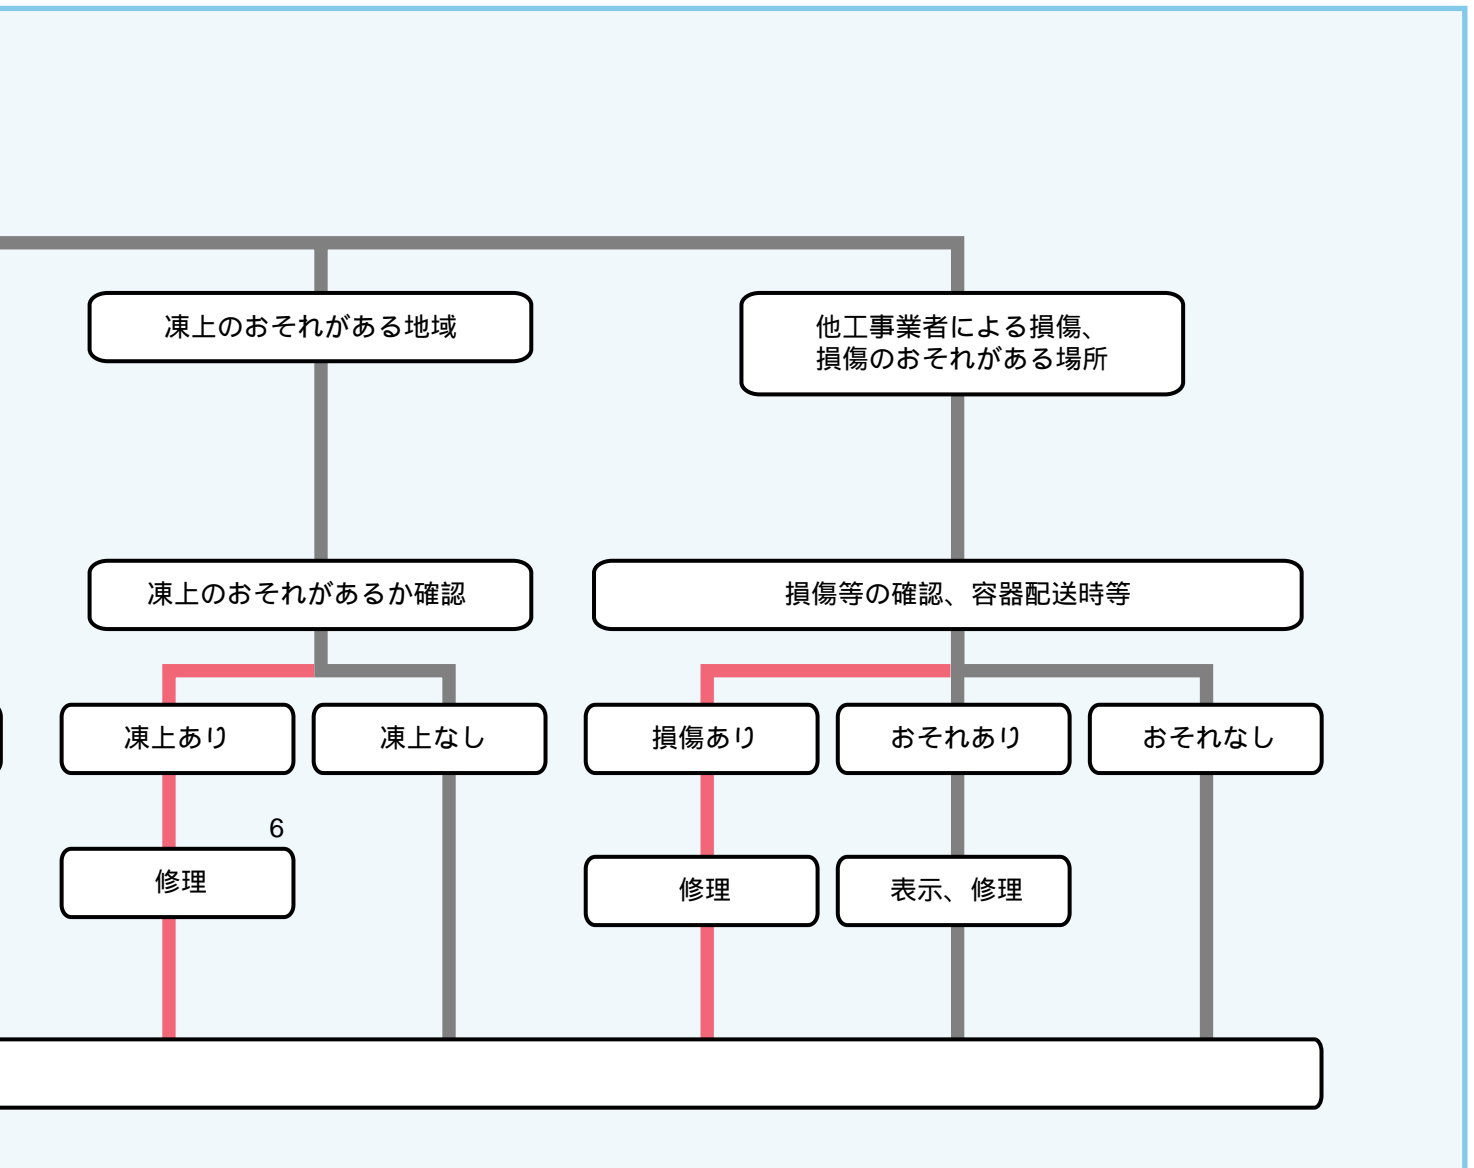 凍上のおそれがある地域
他工事業者による損傷、
損傷のおそれがある場所
凍上のおそれがあるか確認
損傷等の確認、容器配送時等
凍上あり
凍上なし
損傷あり
おそれあり
おそれなし
6
修理
修理
表示、修理